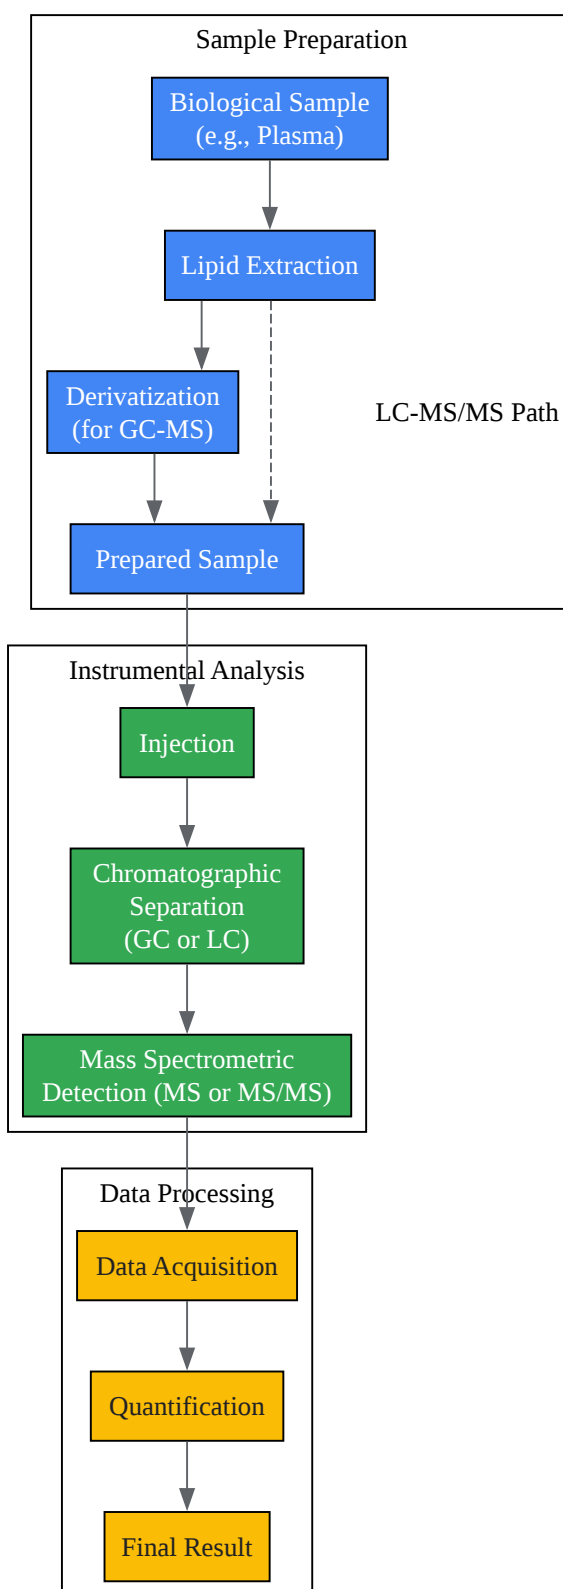 Sample Preparation
Biological Sample
(e.g., Plasma)
Lipid Extraction
Derivatization
(for GC-MS)
LC-MS/MS Path
Prepared Sample
Instrumental Analysis
Injection
Chromatographic
Separation
(GC or LC)
Mass Spectrometric
Detection (MS or MS/MS)
Data Processing
Data Acquisition
Quantification
Final Result